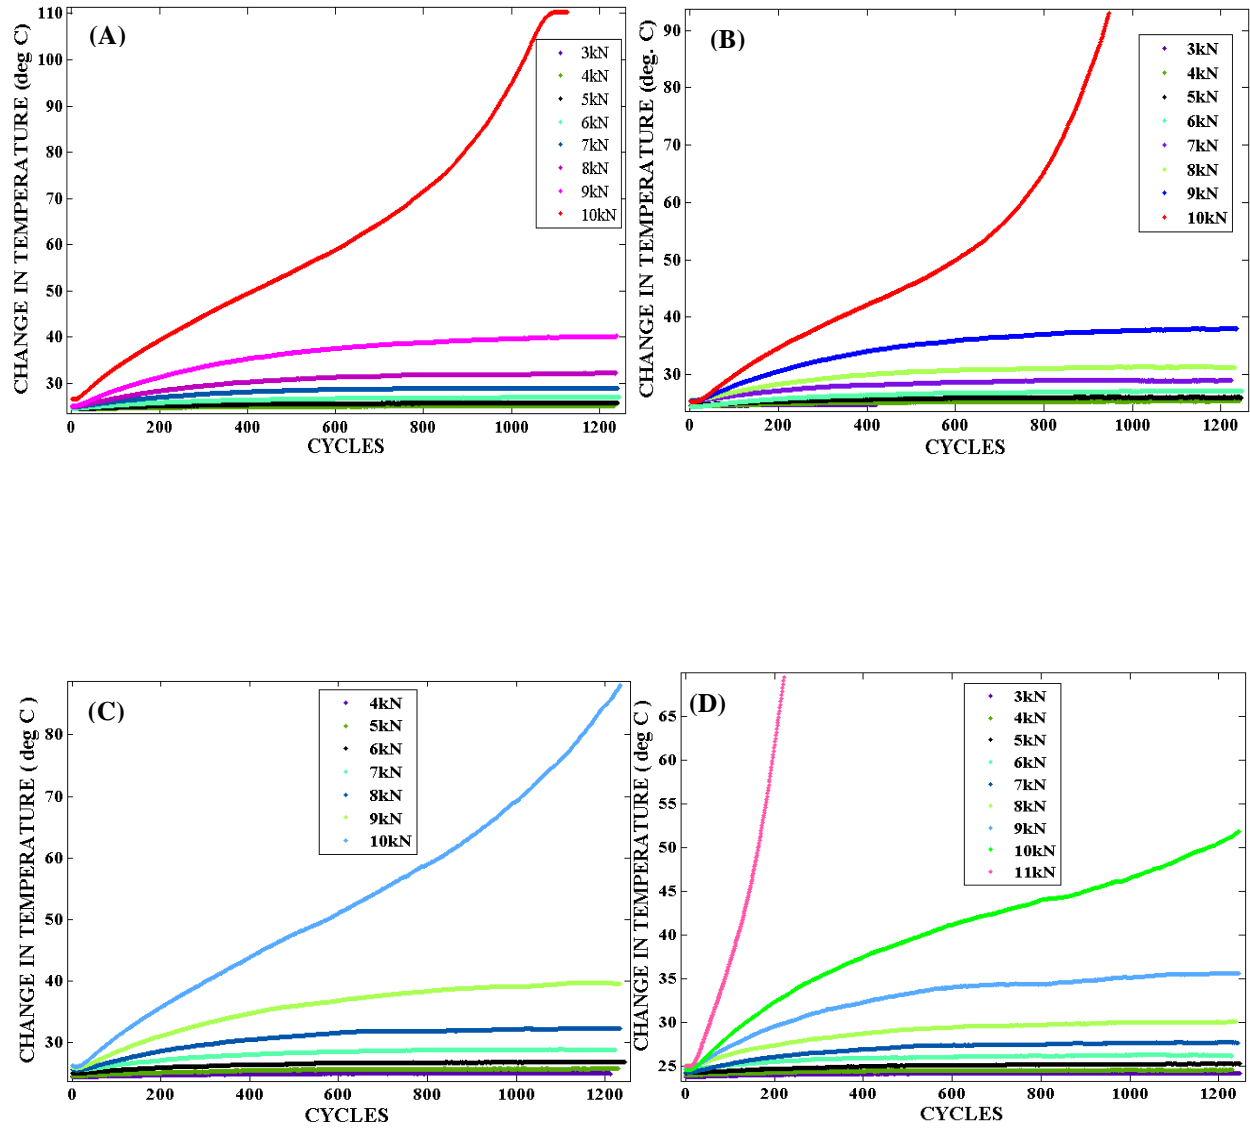 (A)
CHANGE IN TEMPERATURE (deg C)
110
100
90
80
70
60
50
40
30
0 200 400 600 800 1000 1200
CYCLES
3kN
4kN
5kN
6kN
7kN
8kN
9kN
10kN
(B)
CHANGE IN TEMPERATURE (deg. C)
90
80
70
60
50
40
30
0 200 400 600 800 1000 1200
CYCLES
3kN
4kN
5kN
6kN
7kN
8kN
9kN
10kN
(C)
CHANGE IN TEMPERATURE ( deg C )
80
70
60
50
40
30
0 200 400 600 800 1000 1200
CYCLES
4kN
5kN
6kN
7kN
8kN
9kN
10kN
(D)
CHANGE IN TEMPERATURE ( deg C )
65
60
55
50
45
40
35
30
25
0 200 400 600 800 1000 1200
CYCLES
3kN
4kN
5kN
6kN
7kN
8kN
9kN
10kN
11kN